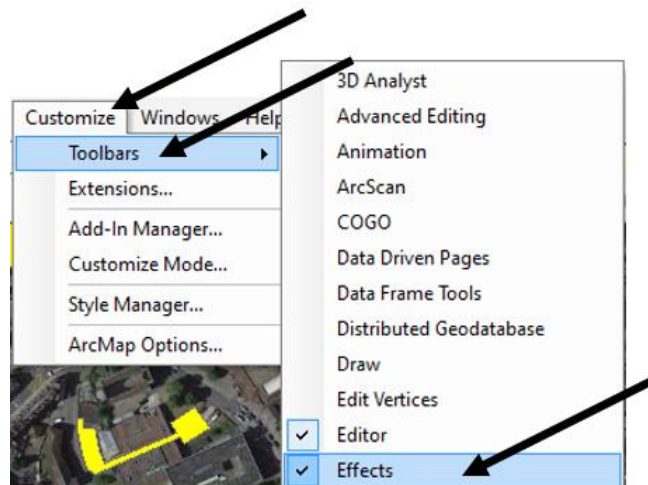 Customize Windows Help
Toolbars
Extensions...
Add-In Manager...
Customize Mode...
Style Manager...
ArcMap Options...
3D Analyst
Advanced Editing
Animation
ArcScan
COGO
Data Driven Pages
Data Frame Tools
Distributed Geodatabase
Draw
Edit Vertices
Editor
Effects